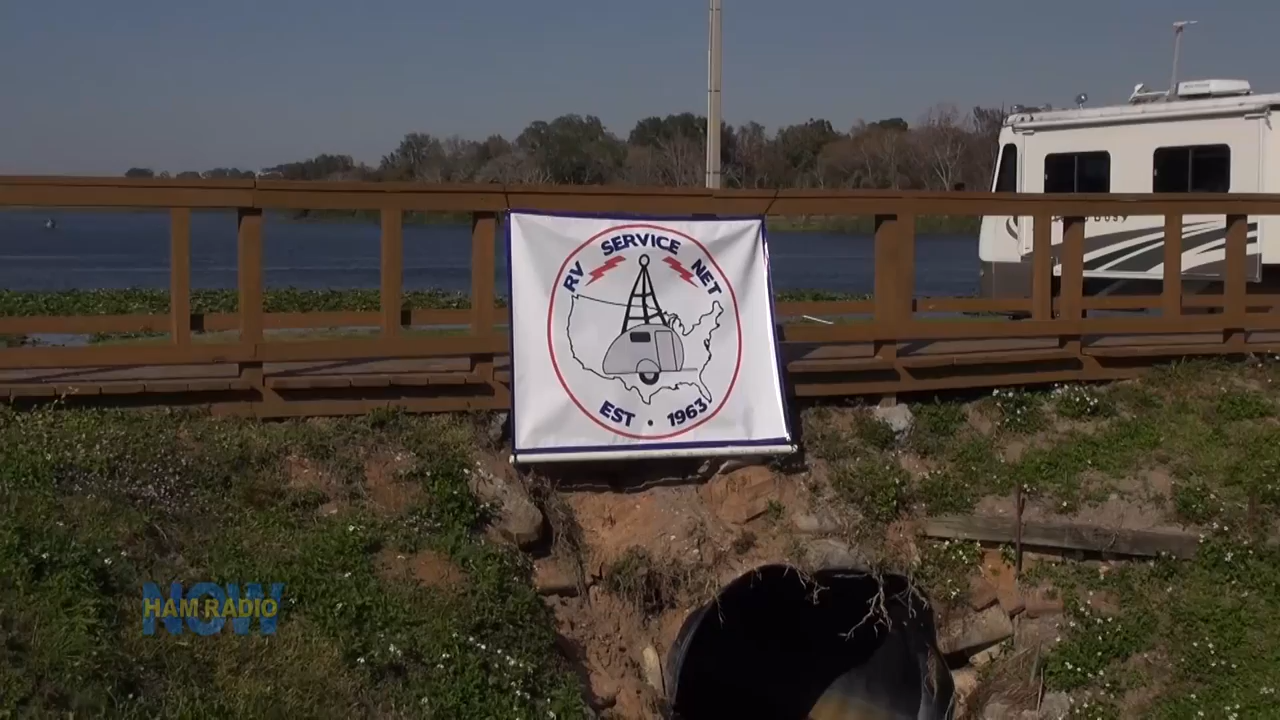 RV SERVICE NET
EST • 1963
NOW
HAM RADIO